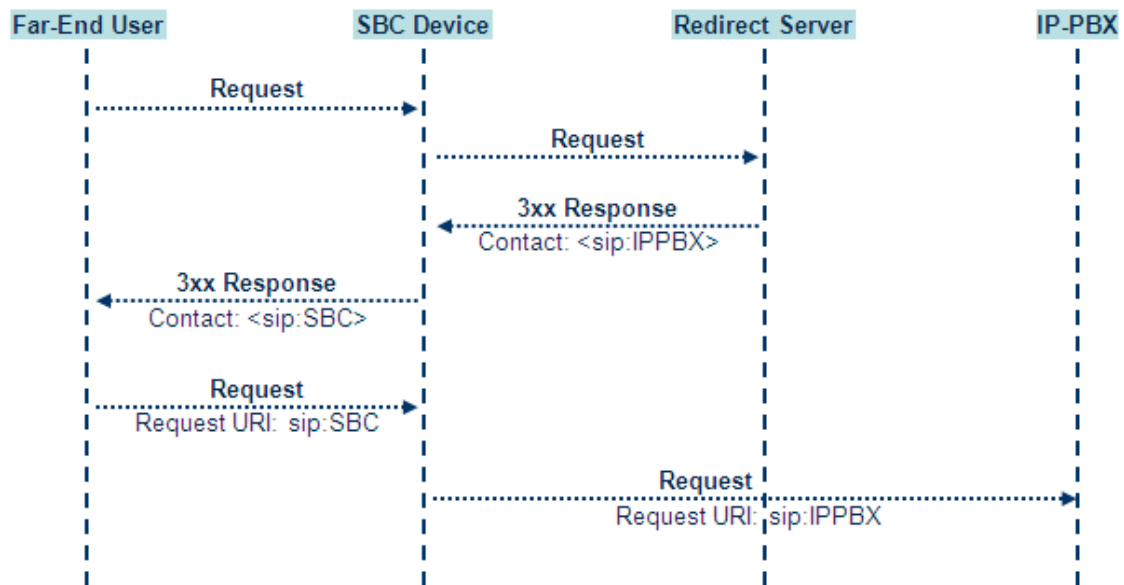 Far-End User
SBC Device
Redirect Server
IP-PBX
Request
Request
3xx Response
Contact: <sip:IPPBX>
3xx Response
Contact: <sip:SBC>
Request
Request URI: sip:SBC
Request
Request URI: sip:IPPBX